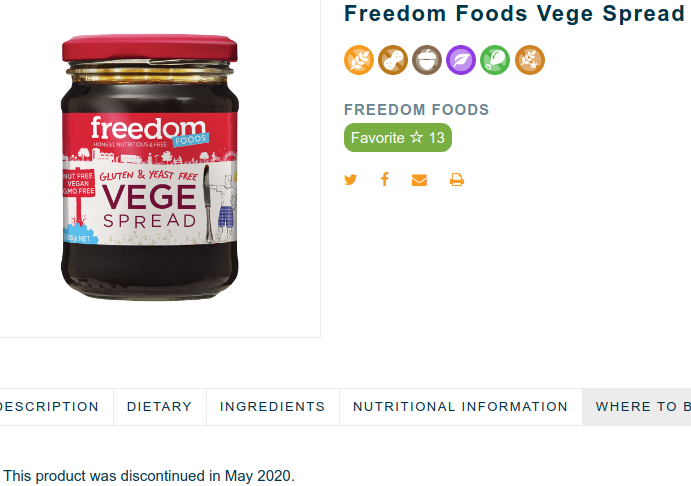 Freedom Foods Vege Spread
FREEDOM FOODS
Favorite ☆ 13
freedom
FOODS
HONEST, NUTRITIOUS & FREE
NUT FREE
VEGAN
GMO FREE
GLUTEN & YEAST FREE
VEGE
SPREAD
NET
DESCRIPTION
DIETARY
INGREDIENTS
NUTRITIONAL INFORMATION
WHERE TO B
This product was discontinued in May 2020.